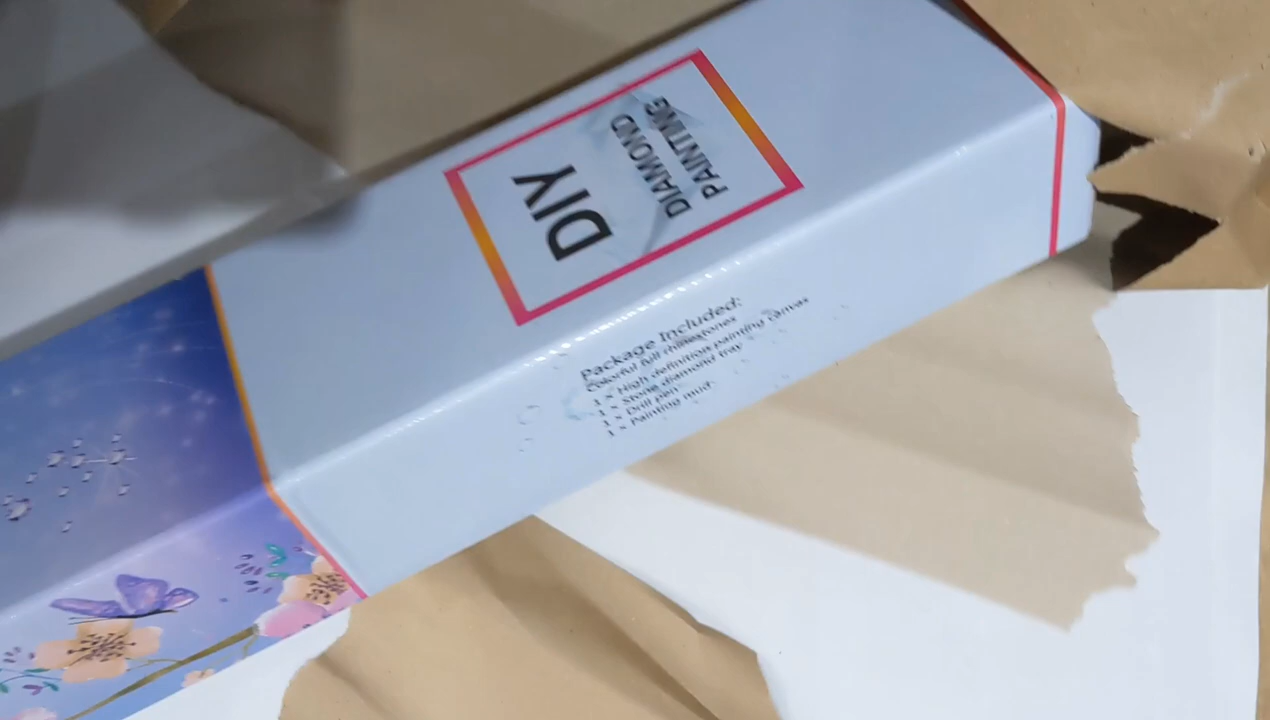 DIY
DIAMOND
PAINTING
Package Included:
Colorful full rhinestones
1 × High definition painting canvas
1 × Stone diamond tray
1 × Drill pen
1 × Painting mud